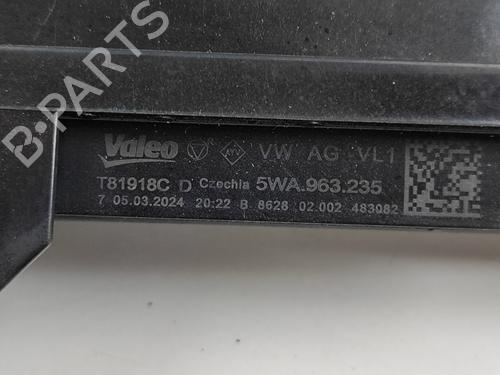 B-PARTS
Valeo VW AG VL1
T81918C D Czechia 5WA.963.235
7 05.03.2024 20:22 B 8628 02.002 483082